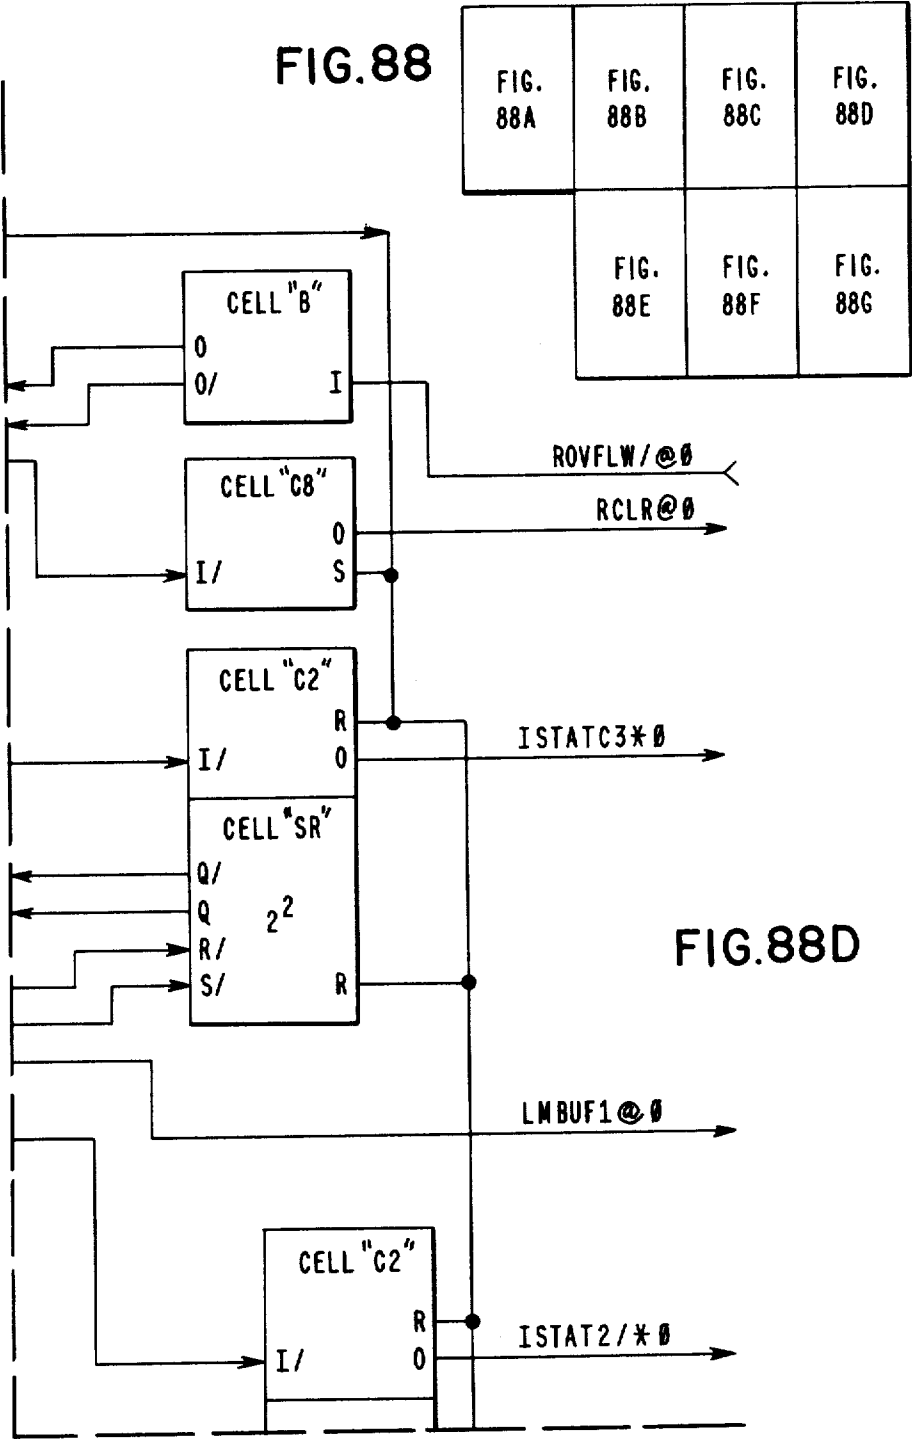 FIG.88
FIG. 88A
FIG. 88B
FIG. 88C
FIG. 88D
FIG. 88E
FIG. 88F
FIG. 88G
CELL "B"
O
O/
I
ROVFLW/@0
CELL "C8"
RCLR@0
O
I/
S
CELL "C2"
R
ISTATC3*0
I/
O
CELL "SR"
Q/
Q
2²
R/
S/
R
FIG.88D
LMBUF1@0
CELL "C2"
R
ISTAT2/*0
I/
O